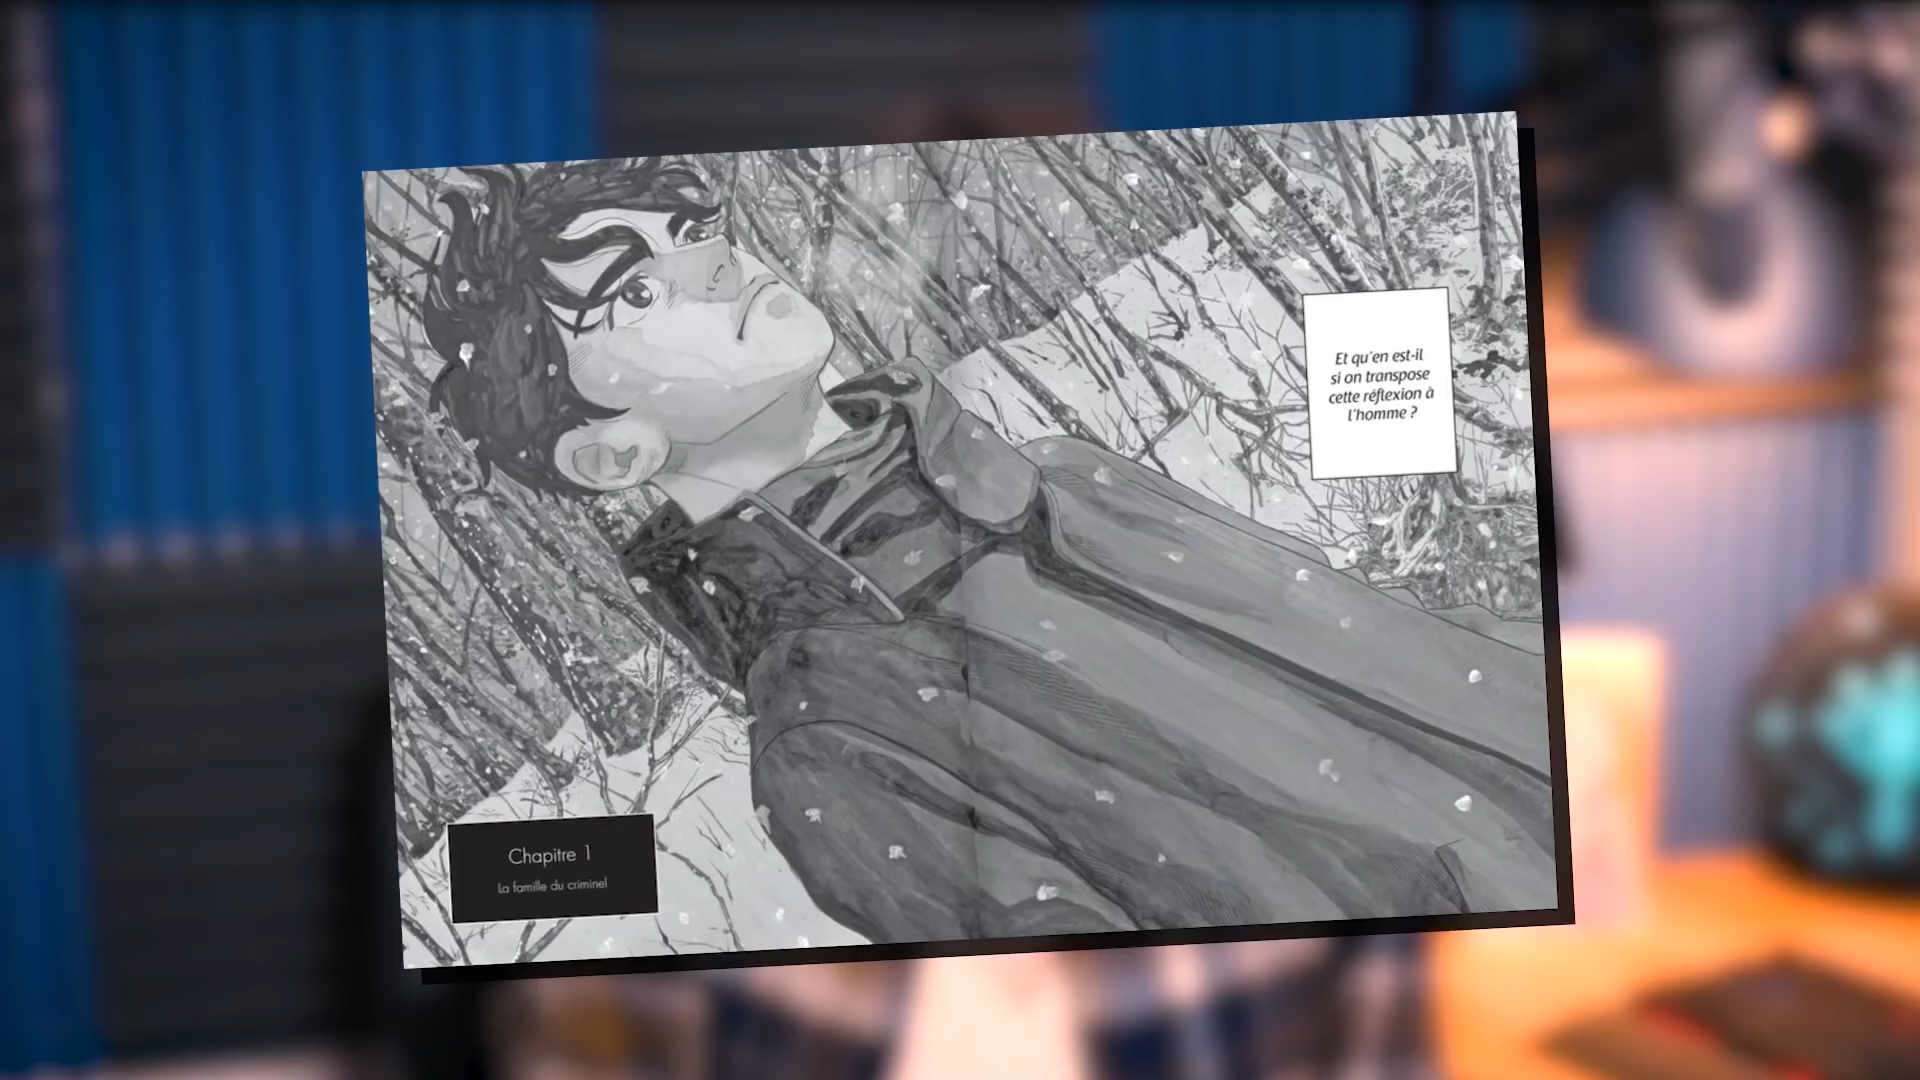 Et qu'en est-il
si on transpose
cette réflexion à
l'homme ?
Chapitre 1
La famille du criminel